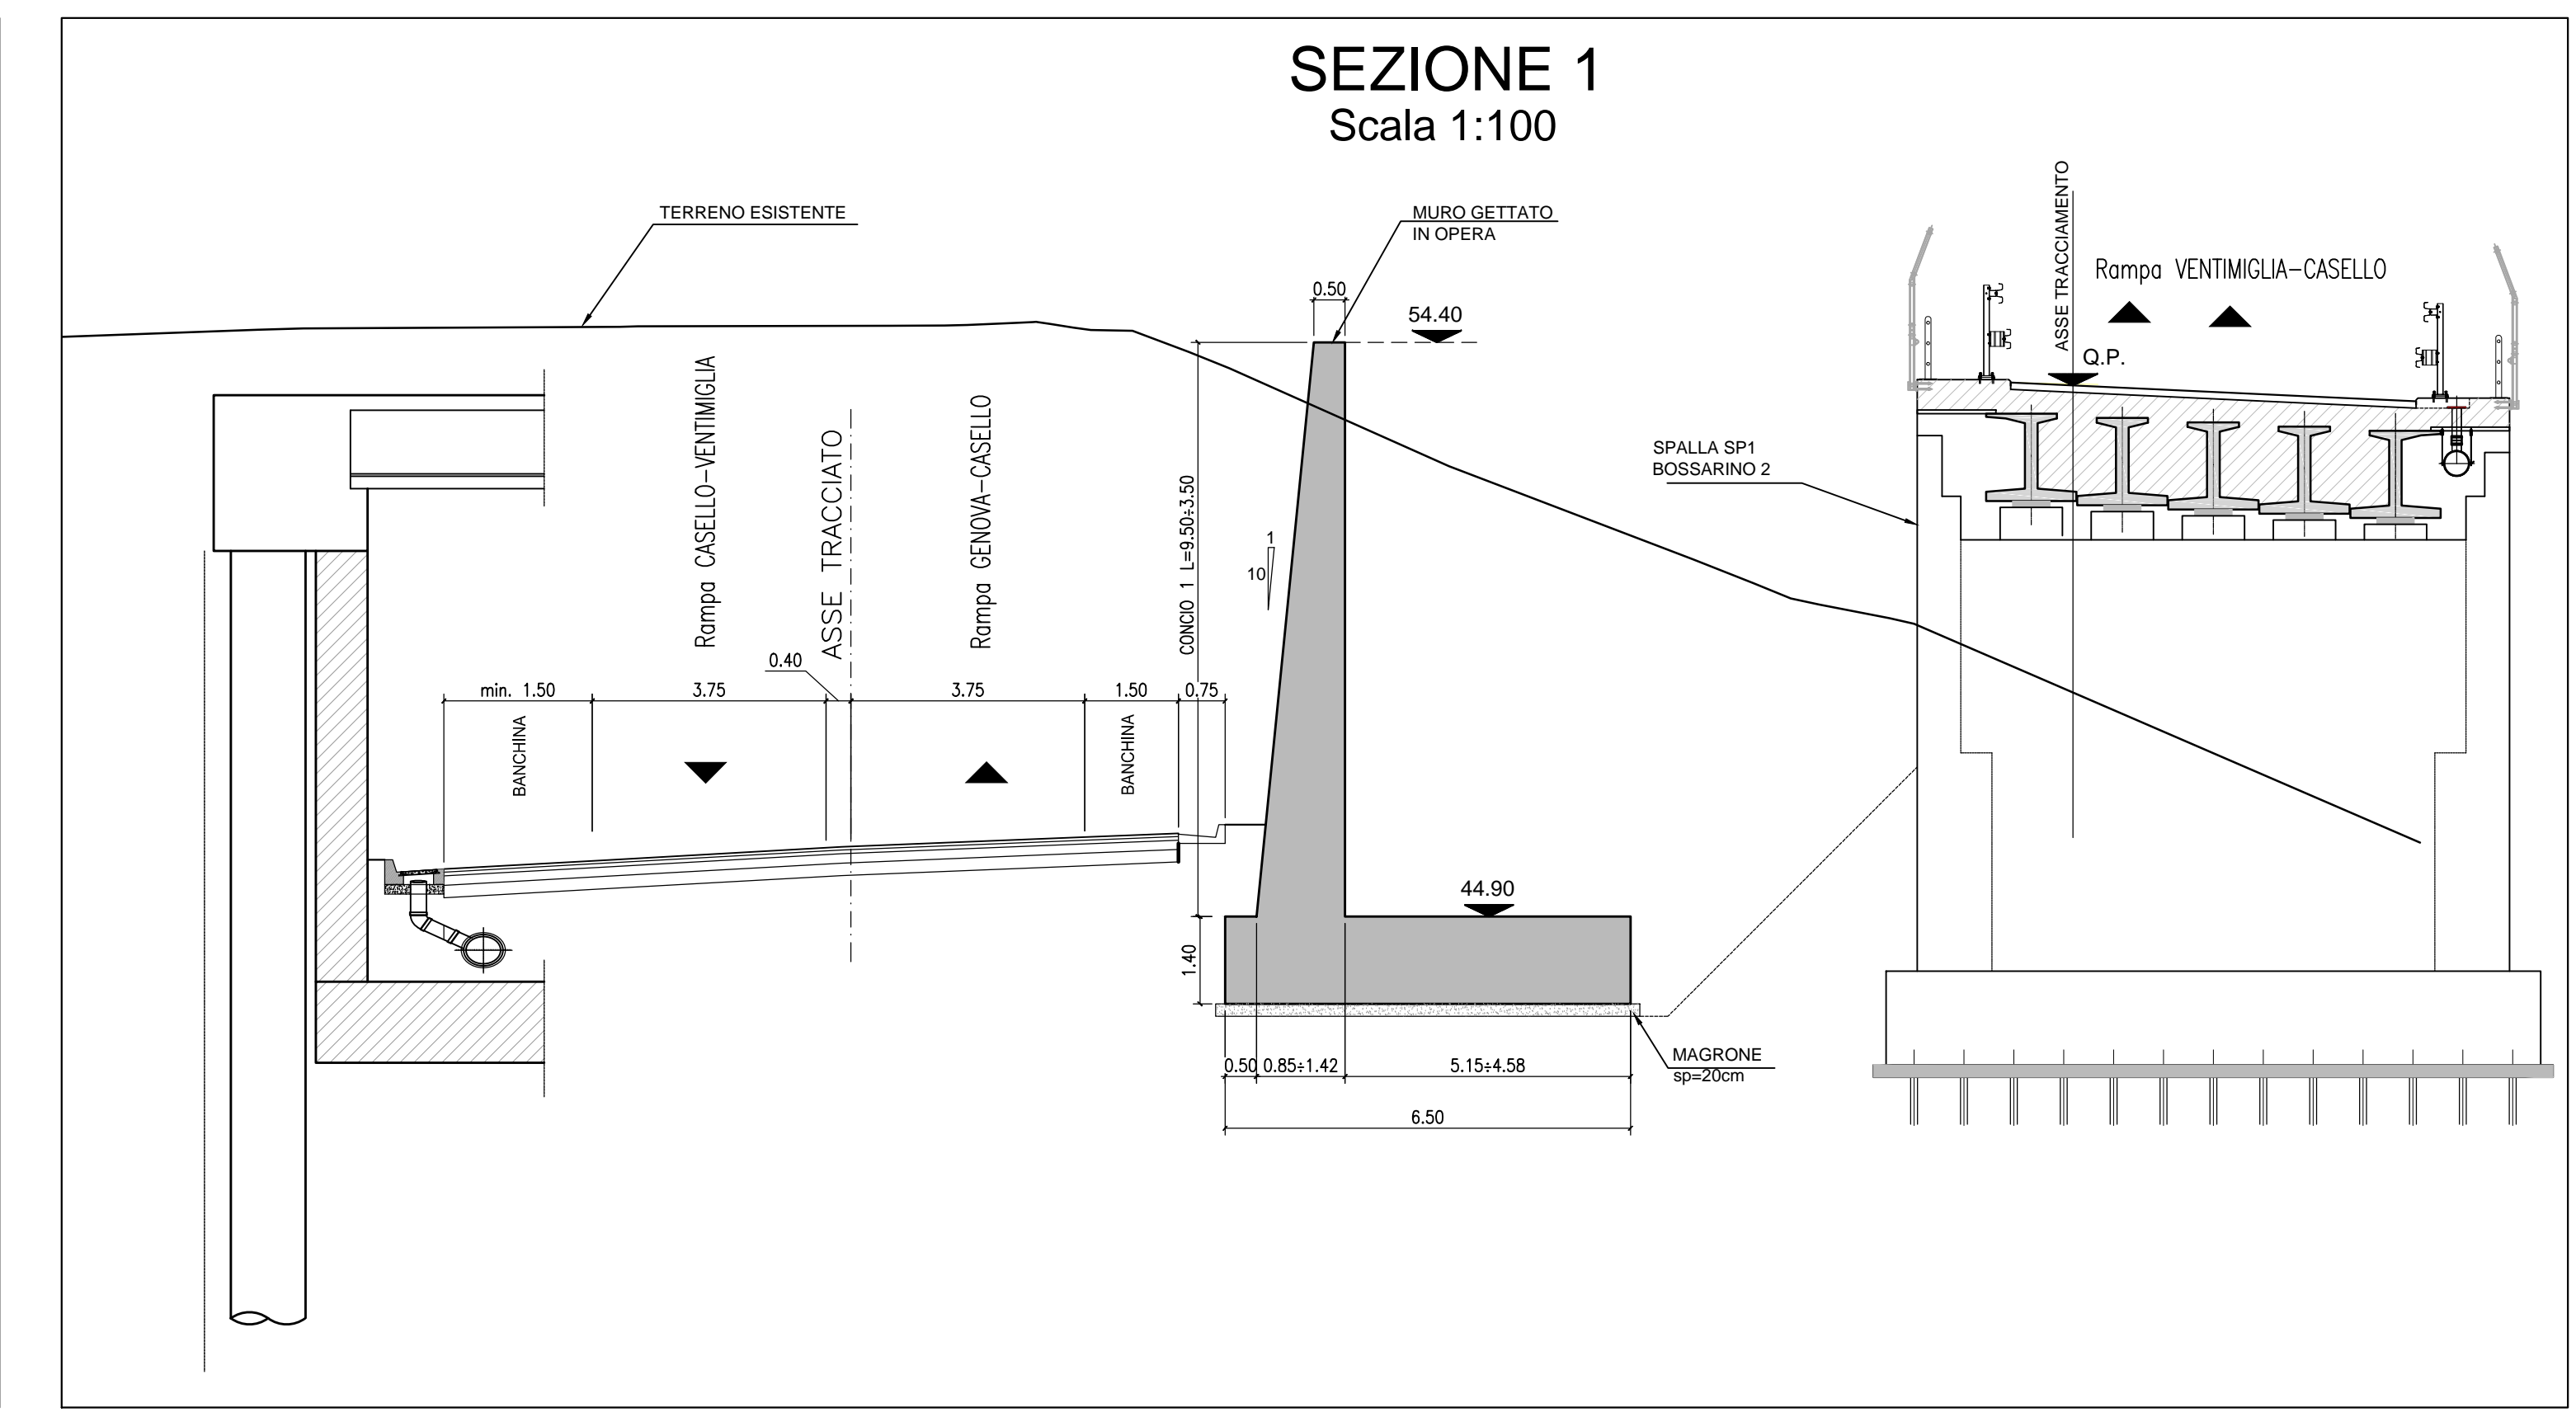 SEZIONE 1
Scala 1:100
TERRENO ESISTENTE
MURO GETTATO
IN OPERA
0.50
54.40
ASSE TRACCIAMENTO
Rampa VENTIMIGLIA-CASELLO
Q.P.
Rampa CASELLO-VENTIMIGLIA
ASSE TRACCIATO
Rampa GENOVA-CASELLO
CONCIO 1 L=9.50÷3.50
1
10
SPALLA SP1
BOSSARINO 2
0.40
min. 1.50
3.75
3.75
1.50
0.75
BANCHINA
BANCHINA
44.90
1.40
0.50
0.85÷1.42
5.15÷4.58
6.50
MAGRONE
sp=20cm